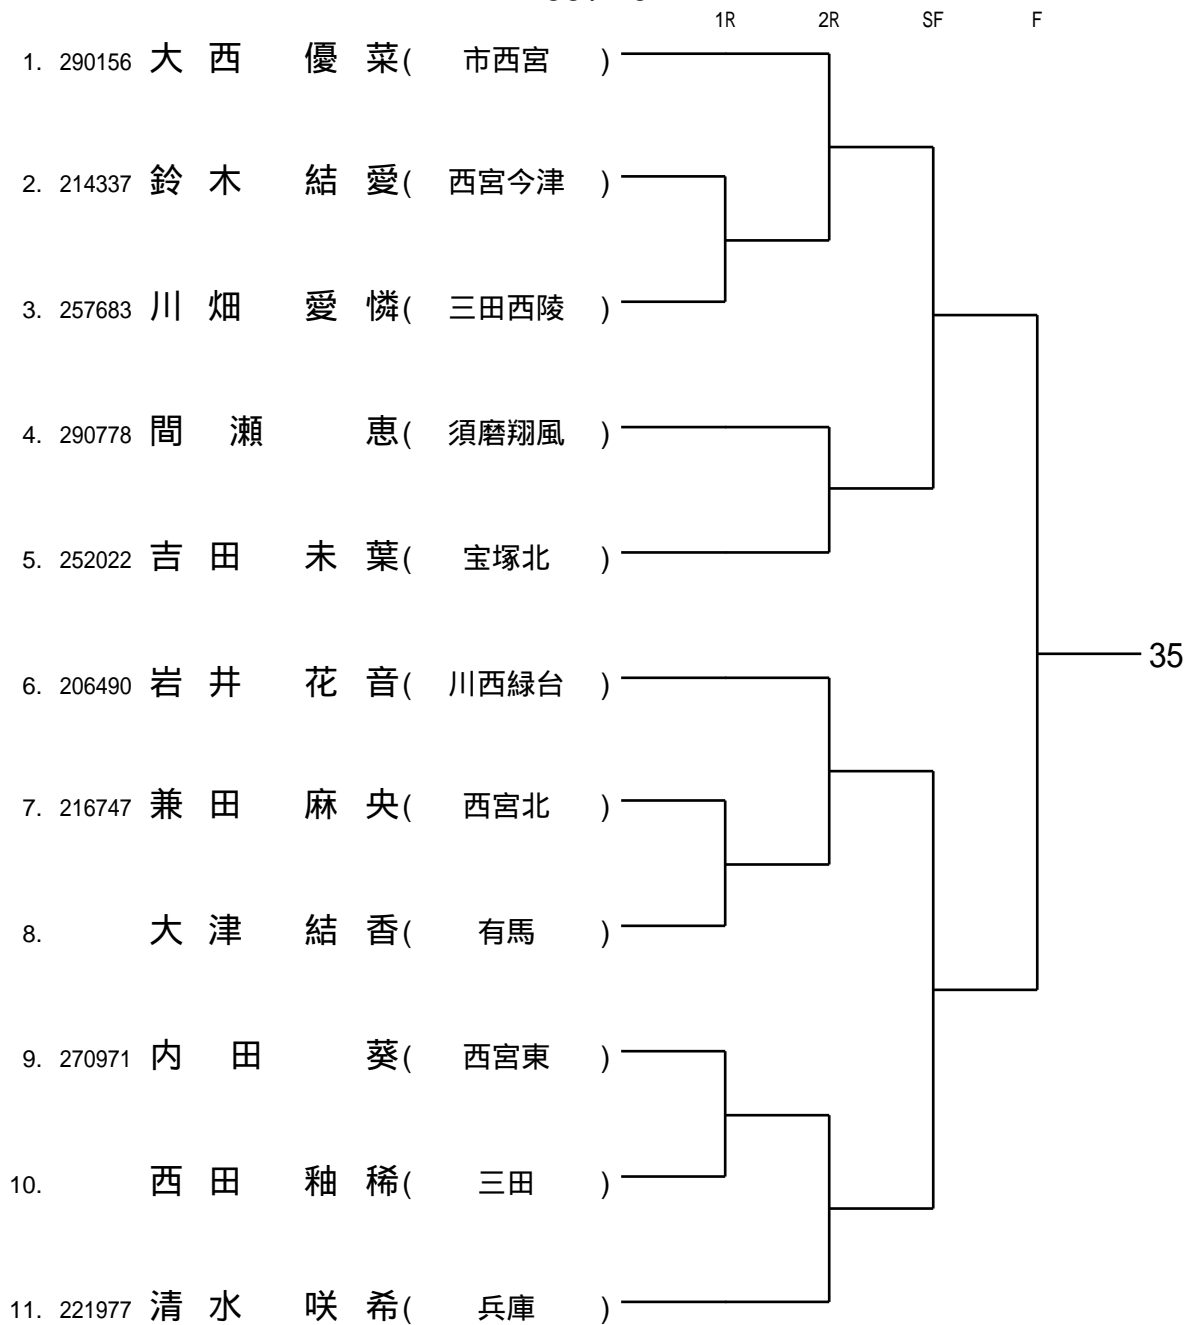 1R 2R SF F
1. 290156 大西 優菜( 市西宮 )
2. 214337 鈴木 結愛( 西宮今津 )
3. 257683 川畑 愛憐( 三田西陵 )
4. 290778 間瀬 恵( 須磨翔風 )
5. 252022 吉田 未葉( 宝塚北 )
35
6. 206490 岩井 花音( 川西緑台 )
7. 216747 兼田 麻央( 西宮北 )
8. 大津 結香( 有馬 )
9. 270971 内田 葵( 西宮東 )
10. 西田 釉稀( 三田 )
11. 221977 清水 咲希( 兵庫 )